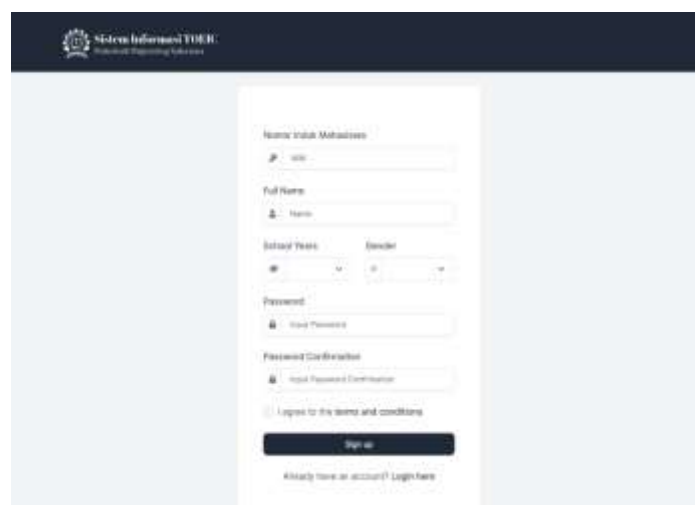 Sistem Informasi TOEIC
Nomor Induk Mahasiswa
NIM
Full Name
Name
School Years Gender
Password
Input Password
Password Confirmation
Input Password Confirmation
I agree to the terms and conditions
Sign up
Already have an account? Login here